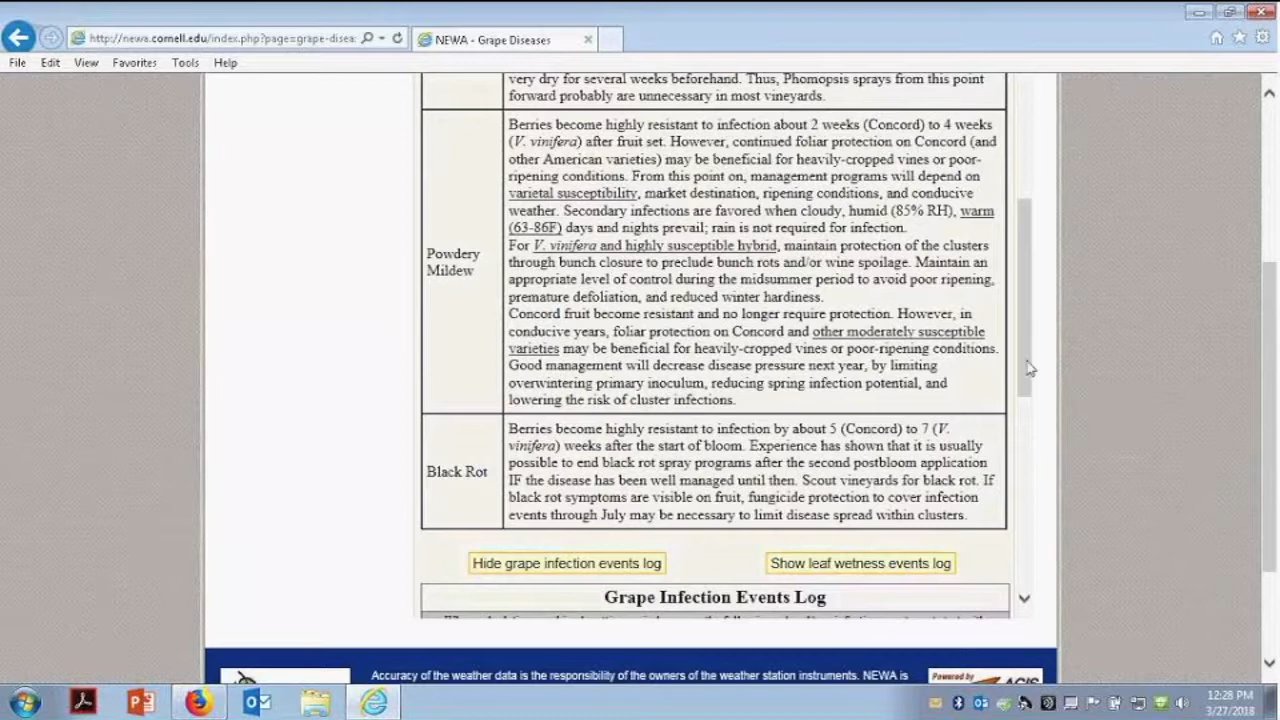 http://newa.cornell.edu/index.php?page=grape-disea
NEWA - Grape Diseases
File Edit View Favorites Tools Help
very dry for several weeks beforehand. Thus, Phomopsis sprays from this point
forward probably are unnecessary in most vineyards.
Powdery
Mildew
Berries become highly resistant to infection about 2 weeks (Concord) to 4 weeks
(V. vinifera) after fruit set. However, continued foliar protection on Concord (and
other American varieties) may be beneficial for heavily-cropped vines or poor-
ripening conditions. From this point on, management programs will depend on
varietal susceptibility, market destination, ripening conditions, and conducive
weather. Secondary infections are favored when cloudy, humid (85% RH), warm
(63-86F) days and nights prevail; rain is not required for infection.
For V. vinifera and highly susceptible hybrid, maintain protection of the clusters
through bunch closure to preclude bunch rots and/or wine spoilage. Maintain an
appropriate level of control during the midsummer period to avoid poor ripening,
premature defoliation, and reduced winter hardiness.
Concord fruit become resistant and no longer require protection. However, in
conducive years, foliar protection on Concord and other moderately susceptible
varieties may be beneficial for heavily-cropped vines or poor-ripening conditions.
Good management will decrease disease pressure next year, by limiting
overwintering primary inoculum, reducing spring infection potential, and
lowering the risk of cluster infections.
Black Rot
Berries become highly resistant to infection by about 5 (Concord) to 7 (V.
vinifera) weeks after the start of bloom. Experience has shown that it is usually
possible to end black rot spray programs after the second postbloom application
IF the disease has been well managed until then. Scout vineyards for black rot. If
black rot symptoms are visible on fruit, fungicide protection to cover infection
events through July may be necessary to limit disease spread within clusters.
Hide grape infection events log
Show leaf wetness events log
Grape Infection Events Log
Accuracy of the weather data is the responsibility of the owners of the weather station instruments. NEWA is
Powered by
ACIS
12:28 PM
3/27/2018